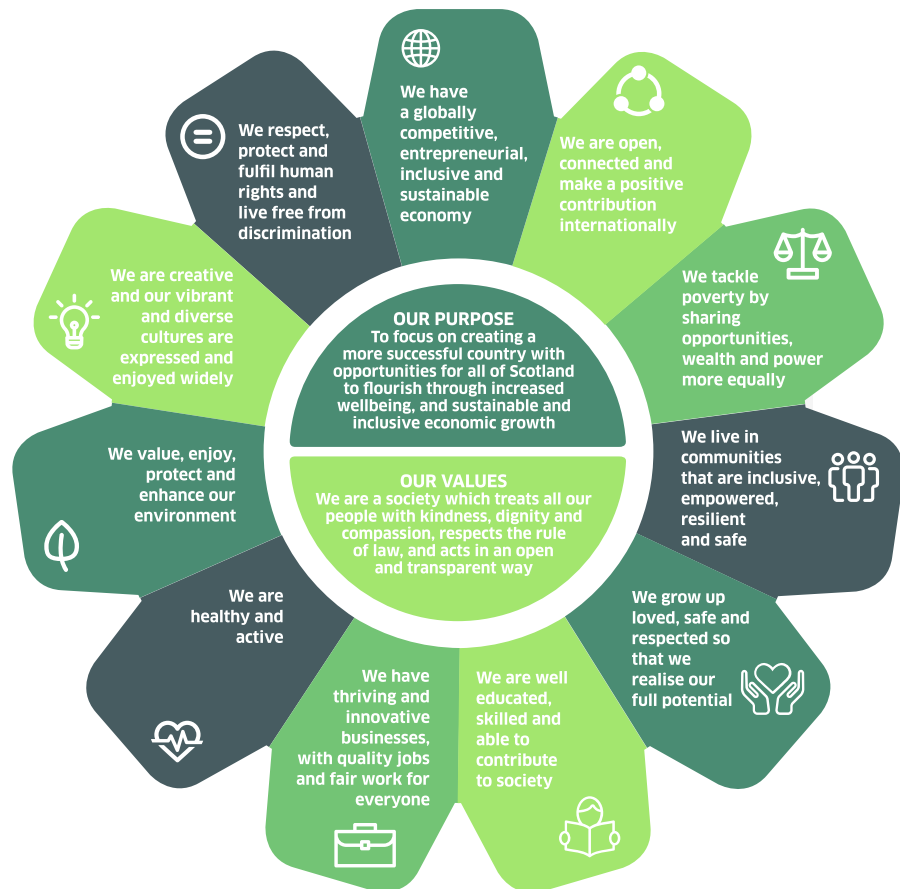 We have
a globally
competitive,
entrepreneurial,
inclusive and
sustainable
economy
We are open,
connected and
make a positive
contribution
internationally
We tackle
poverty by
sharing
opportunities,
wealth and power
more equally
We live in
communities
that are inclusive,
empowered,
resilient
and safe
We grow up
loved, safe and
respected so
that we
realise our
full potential
We are well
educated,
skilled and
able to
contribute
to society
We have
thriving and
innovative
businesses,
with quality jobs
and fair work for
everyone
We are
healthy and
active
We value, enjoy,
protect and
enhance our
environment
We are creative
and our vibrant
and diverse
cultures are
expressed and
enjoyed widely
We respect,
protect and
fulfil human
rights and
live free from
discrimination
OUR PURPOSE
To focus on creating a
more successful country with
opportunities for all of Scotland
to flourish through increased
wellbeing, and sustainable and
inclusive economic growth
OUR VALUES
We are a society which treats all our
people with kindness, dignity and
compassion, respects the rule
of law, and acts in an open
and transparent way